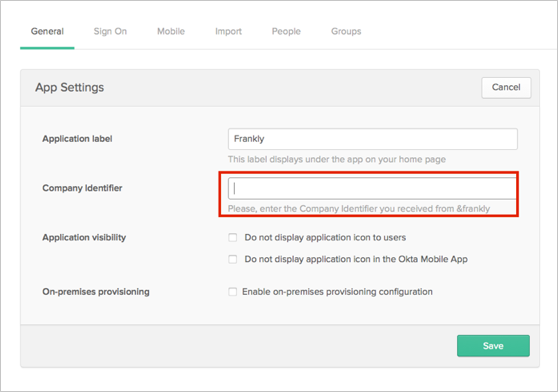 General Sign On Mobile Import People Groups
App Settings Cancel
Application label Frankly
This label displays under the app on your home page
Company Identifier
Please, enter the Company Identifier you received from &frankly
Application visibility Do not display application icon to users
Do not display application icon in the Okta Mobile App
On-premises provisioning Enable on-premises provisioning configuration
Save